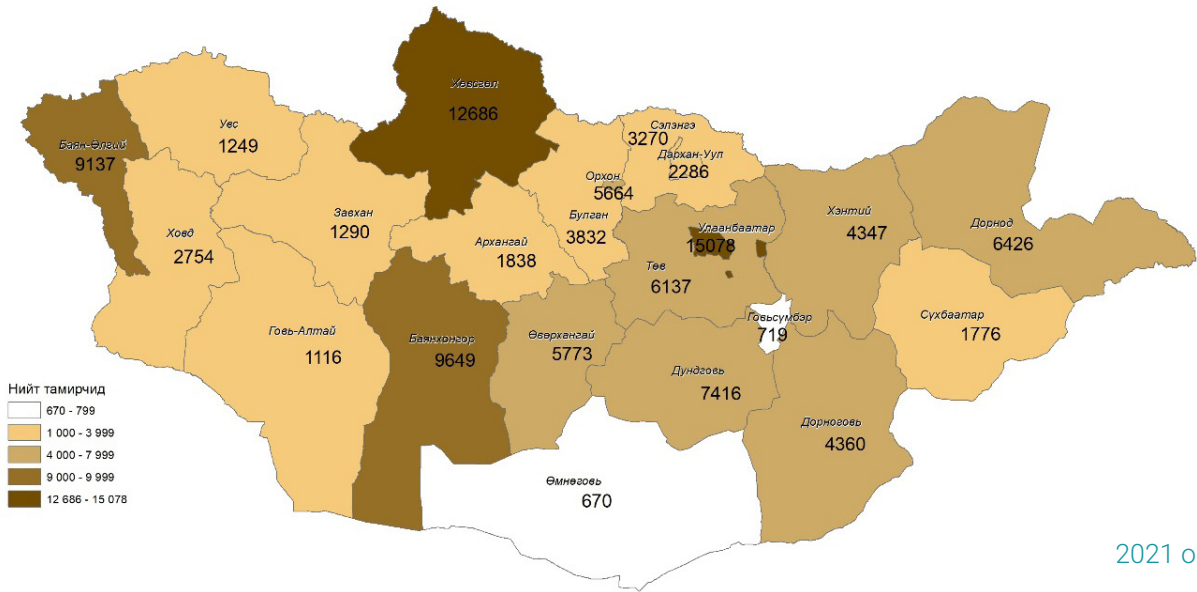 Хөвсгөл
12686
Увс
1249
Баян-Өлгий
9137
Сэлэнгэ
3270
Дархан-Уул
2286
Орхон
5664
Завхан
1290
Булган
3832
Хэнтий
4347
Дорнод
6426
Ховд
2754
Архангай
1838
Улаанбаатар
15078
Төв
6137
Говь-Алтай
1116
Баянхонгор
9649
Өвөрхангай
5773
Говьсүмбэр
719
Сүхбаатар
1776
Дундговь
7416
Дорноговь
4360
Өмнөговь
670
Нийт тамирчид
670 - 799
1 000 - 3 999
4 000 - 7 999
9 000 - 9 999
12 686 - 15 078
2021 о